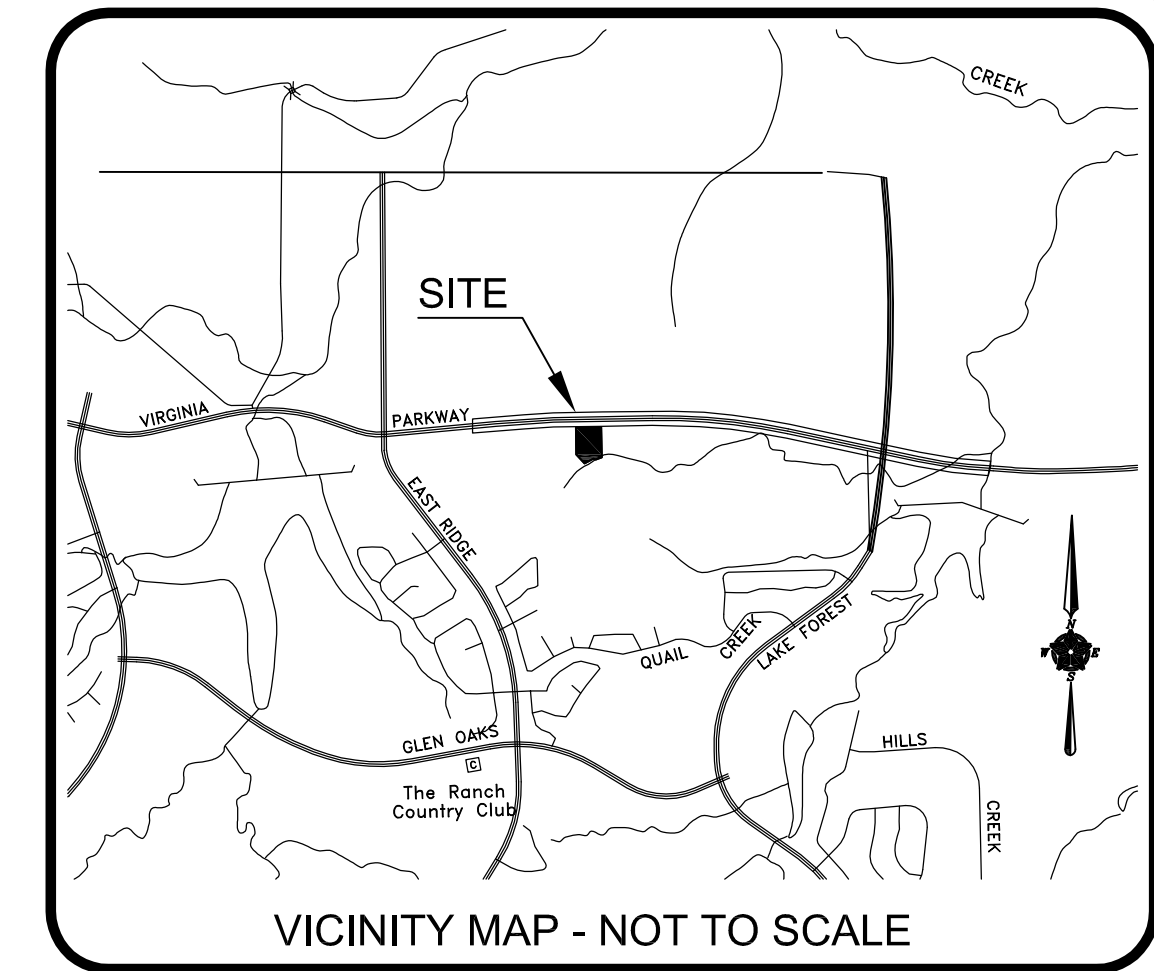 CREEK
SITE
VIRGINIA
PARKWAY
EAST RIDGE
QUAIL
CREEK
LAKE FOREST
N
W
E
S
GLEN OAKS
HILLS
C
The Ranch
Country Club
CREEK
VICINITY MAP - NOT TO SCALE